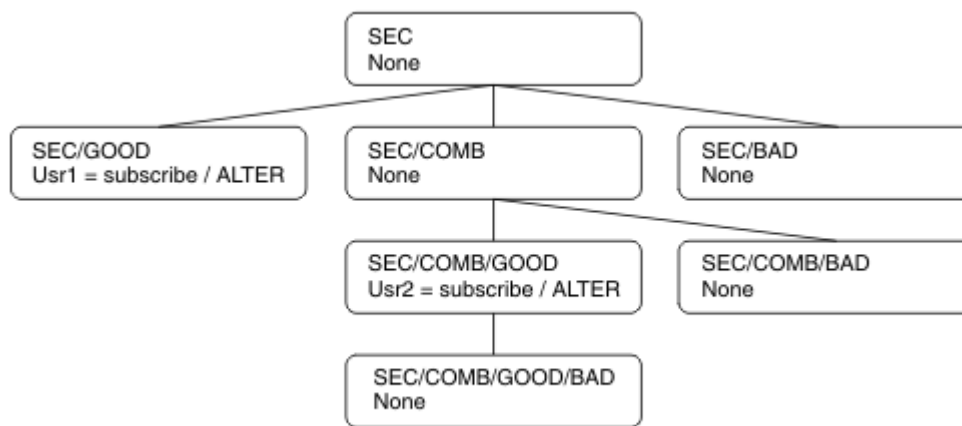 SEC
None
SEC/GOOD
Usr1 = subscribe / ALTER
SEC/COMB
None
SEC/BAD
None
SEC/COMB/GOOD
Usr2 = subscribe / ALTER
SEC/COMB/BAD
None
SEC/COMB/GOOD/BAD
None